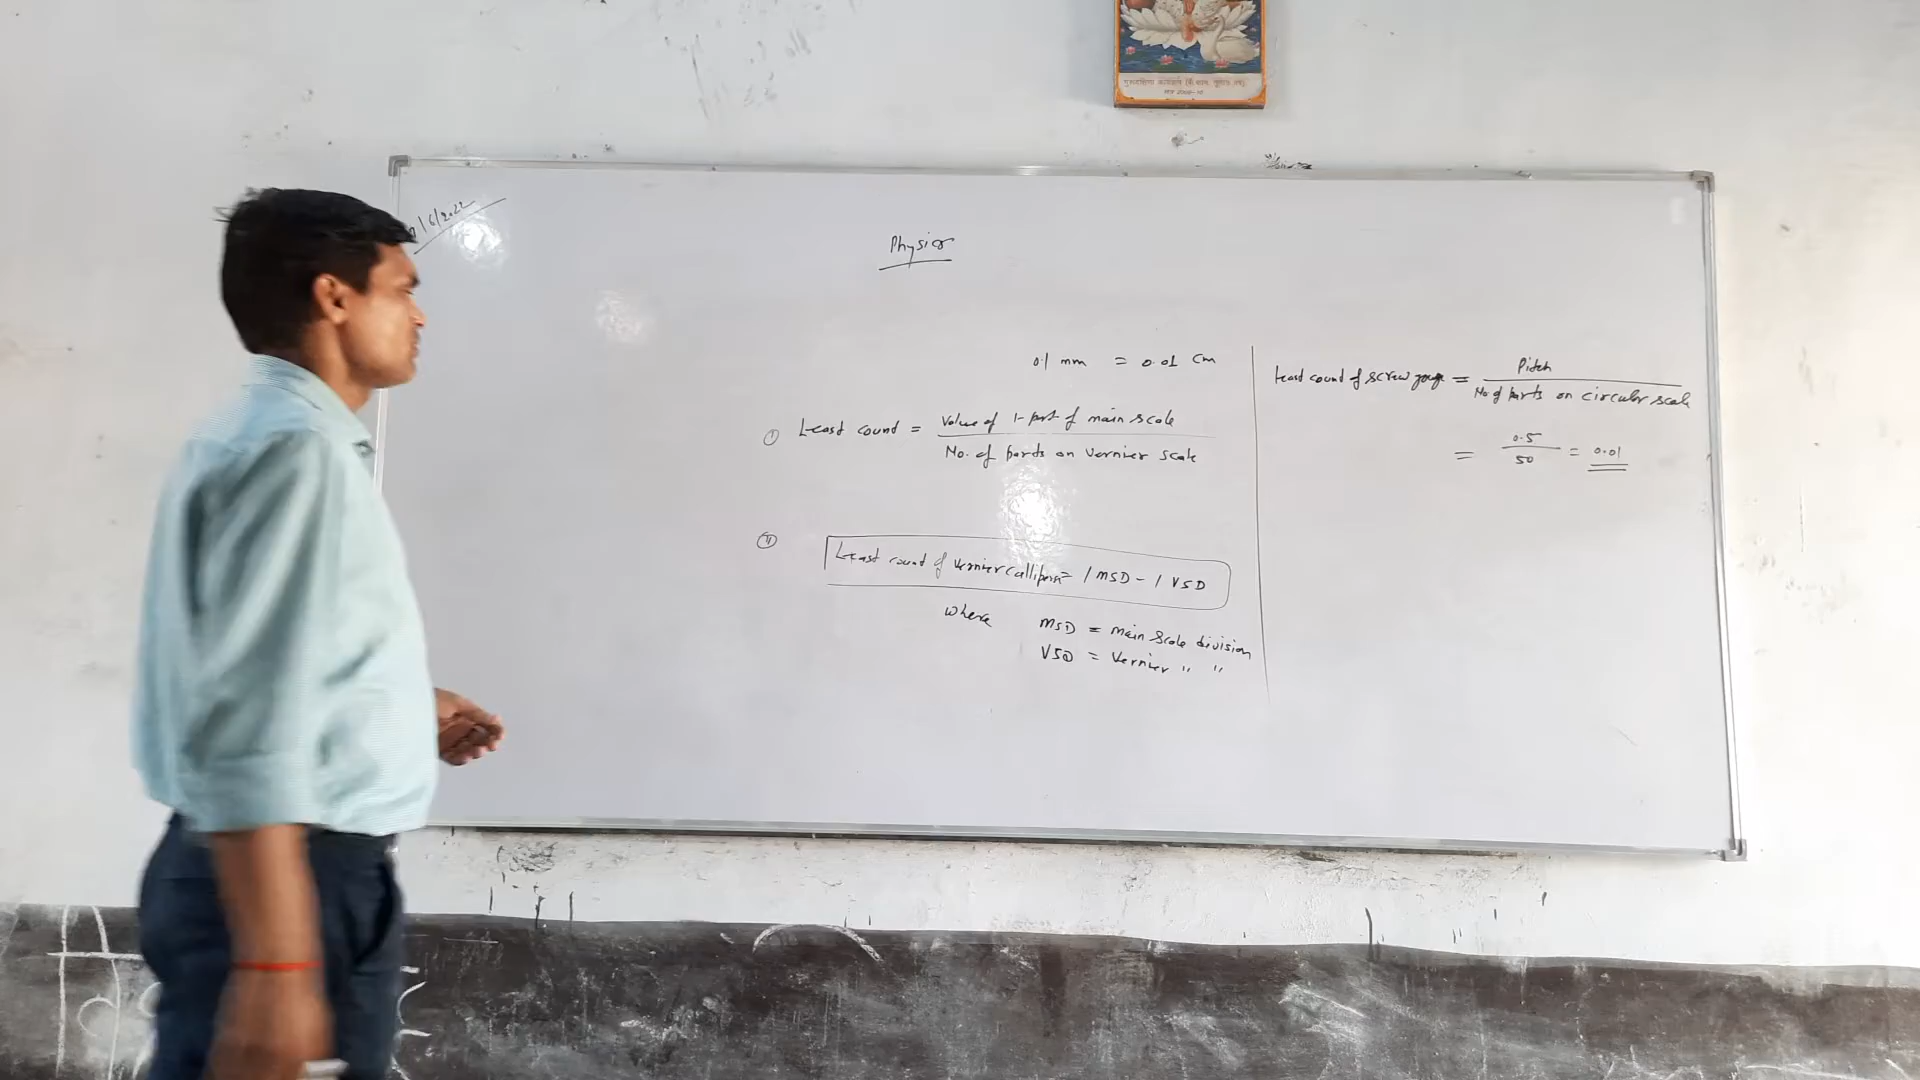 /6/2022
Physics
0.1 mm = 0.01 cm
① Least count = Value of 1-part of main scale
No. of parts on Vernier scale
② Least count of Vernier Callipers = 1 MSD - 1 VSD
where MSD = Main Scale division
VSD = Vernier " "
Least count of screw gauge = Pitch
No. of parts on circular scale
= 0.5
50 = 0.01